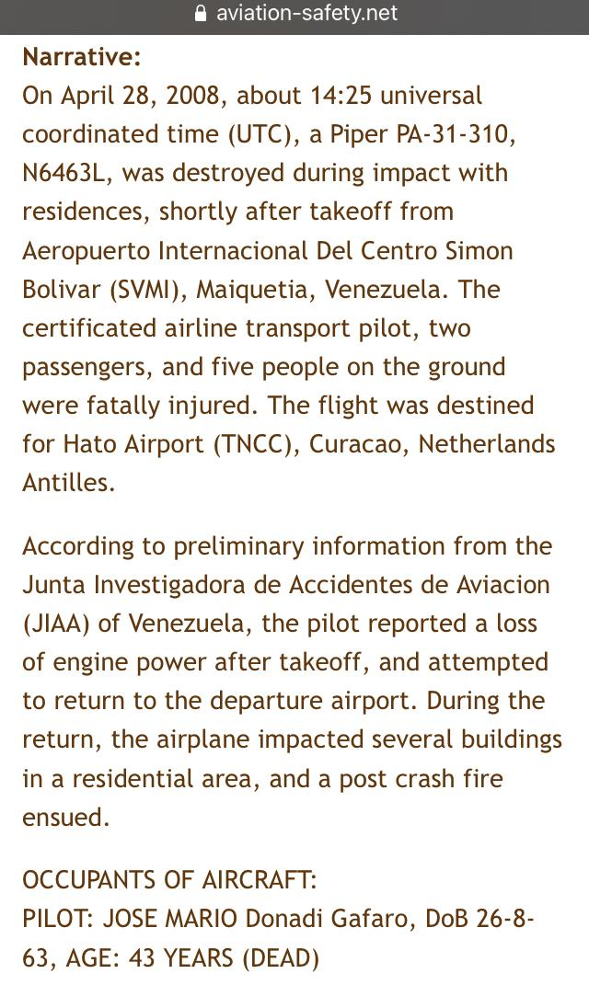 aviation-safety.net
Narrative:
On April 28, 2008, about 14:25 universal
coordinated time (UTC), a Piper PA-31-310,
N6463L, was destroyed during impact with
residences, shortly after takeoff from
Aeropuerto Internacional Del Centro Simon
Bolivar (SVMI), Maiquetia, Venezuela. The
certificated airline transport pilot, two
passengers, and five people on the ground
were fatally injured. The flight was destined
for Hato Airport (TNCC), Curacao, Netherlands
Antilles.
According to preliminary information from the
Junta Investigadora de Accidentes de Aviacion
(JIAA) of Venezuela, the pilot reported a loss
of engine power after takeoff, and attempted
to return to the departure airport. During the
return, the airplane impacted several buildings
in a residential area, and a post crash fire
ensued.
OCCUPANTS OF AIRCRAFT:
PILOT: JOSE MARIO Donadi Gafaro, DoB 26-8-
63, AGE: 43 YEARS (DEAD)